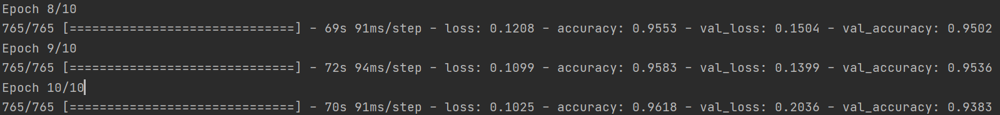 Epoch 8/10
765/765 [==============================] - 69s 91ms/step - loss: 0.1208 - accuracy: 0.9553 - val_loss: 0.1504 - val_accuracy: 0.9502
Epoch 9/10
765/765 [==============================] - 72s 94ms/step - loss: 0.1099 - accuracy: 0.9583 - val_loss: 0.1399 - val_accuracy: 0.9536
Epoch 10/10
765/765 [==============================] - 70s 91ms/step - loss: 0.1025 - accuracy: 0.9618 - val_loss: 0.2036 - val_accuracy: 0.9383